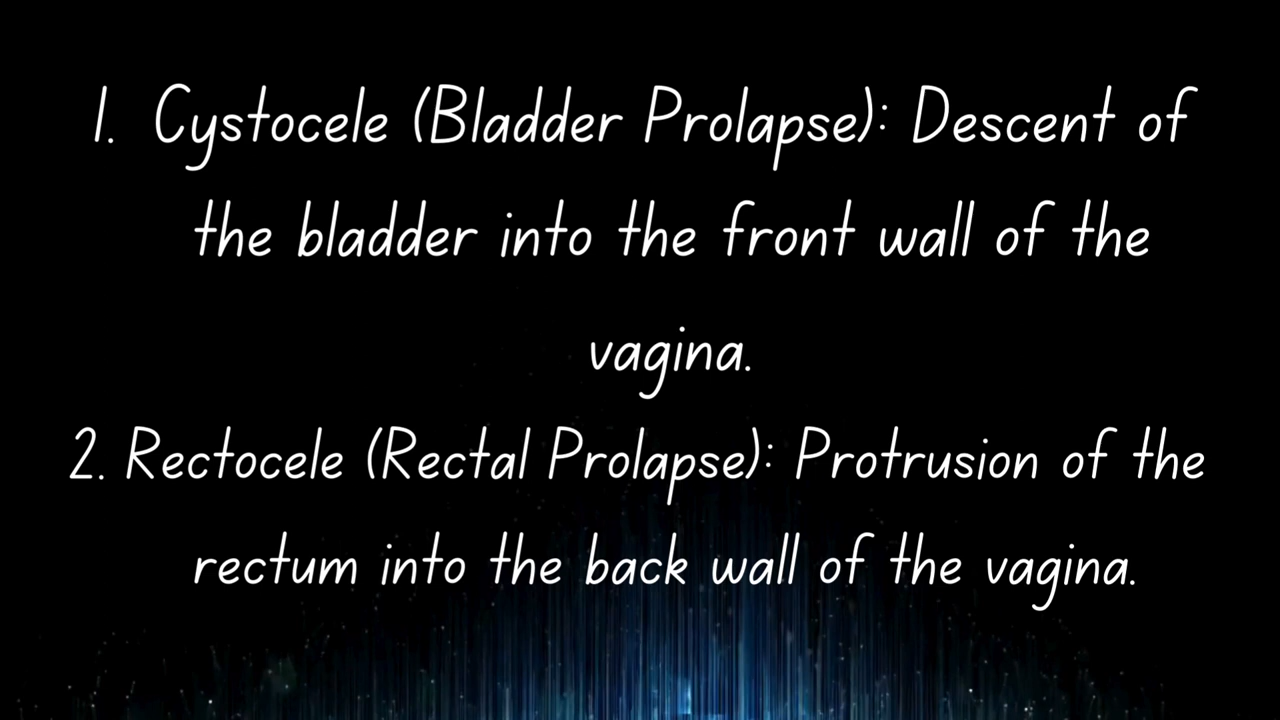 1. Cystocele (Bladder Prolapse): Descent of
the bladder into the front wall of the
vagina.
2. Rectocele (Rectal Prolapse): Protrusion of the
rectum into the back wall of the vagina.